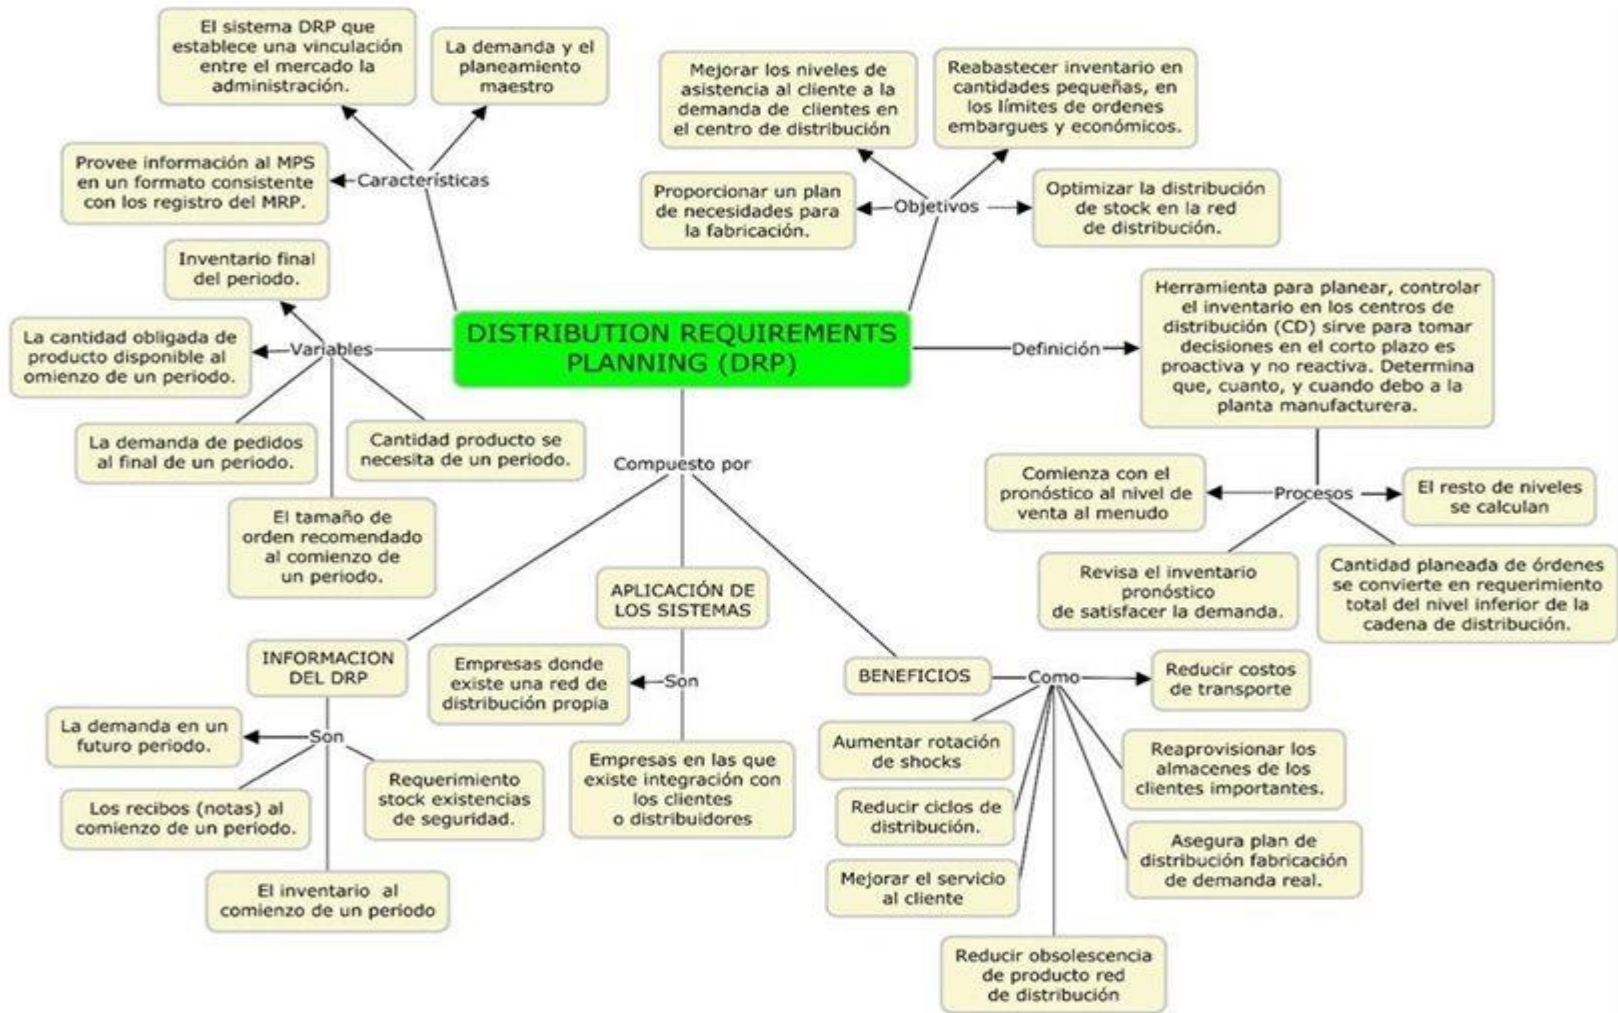 El sistema DRP que
establece una vinculación
entre el mercado la
administración.
La demanda y el
planeamiento
maestro
Provee información al MPS
en un formato consistente
con los registro del MRP.
Características
Mejorar los niveles de
asistencia al cliente a la
demanda de clientes en
el centro de distribución
Reabastecer inventario en
cantidades pequeñas, en
los límites de ordenes
embargues y económicos.
Proporcionar un plan
de necesidades para
la fabricación.
Objetivos
Optimizar la distribución
de stock en la red
de distribución.
Inventario final
del periodo.
La cantidad obligada de
producto disponible al
omienzo de un periodo.
Variables
La demanda de pedidos
al final de un periodo.
Cantidad producto se
necesita de un periodo.
El tamaño de
orden recomendado
al comienzo de
un periodo.
DISTRIBUTION REQUIREMENTS
PLANNING (DRP)
Definición
Herramienta para planear, controlar
el inventario en los centros de
distribución (CD) sirve para tomar
decisiones en el corto plazo es
proactiva y no reactiva. Determina
que, cuanto, y cuando debo a la
planta manufacturera.
Comienza con el
pronóstico al nivel de
venta al menudo
Procesos
El resto de niveles
se calculan
Revisa el inventario
pronóstico
de satisfacer la demanda.
Cantidad planeada de órdenes
se convierte en requerimiento
total del nivel inferior de la
cadena de distribución.
Compuesto por
INFORMACION
DEL DRP
Son
La demanda en un
futuro periodo.
Los recibos (notas) al
comienzo de un periodo.
Requerimiento
stock existencias
de seguridad.
El inventario al
comienzo de un periodo
APLICACIÓN DE
LOS SISTEMAS
Empresas donde
existe una red de
distribución propia
Son
Empresas en las que
existe integración con
los clientes
o distribuidores
BENEFICIOS
Como
Reducir costos
de transporte
Aumentar rotación
de shocks
Reaprovisionar los
almacenes de los
clientes importantes.
Reducir ciclos de
distribución.
Asegura plan de
distribución fabricación
de demanda real.
Mejorar el servicio
al cliente
Reducir obsolescencia
de producto red
de distribución